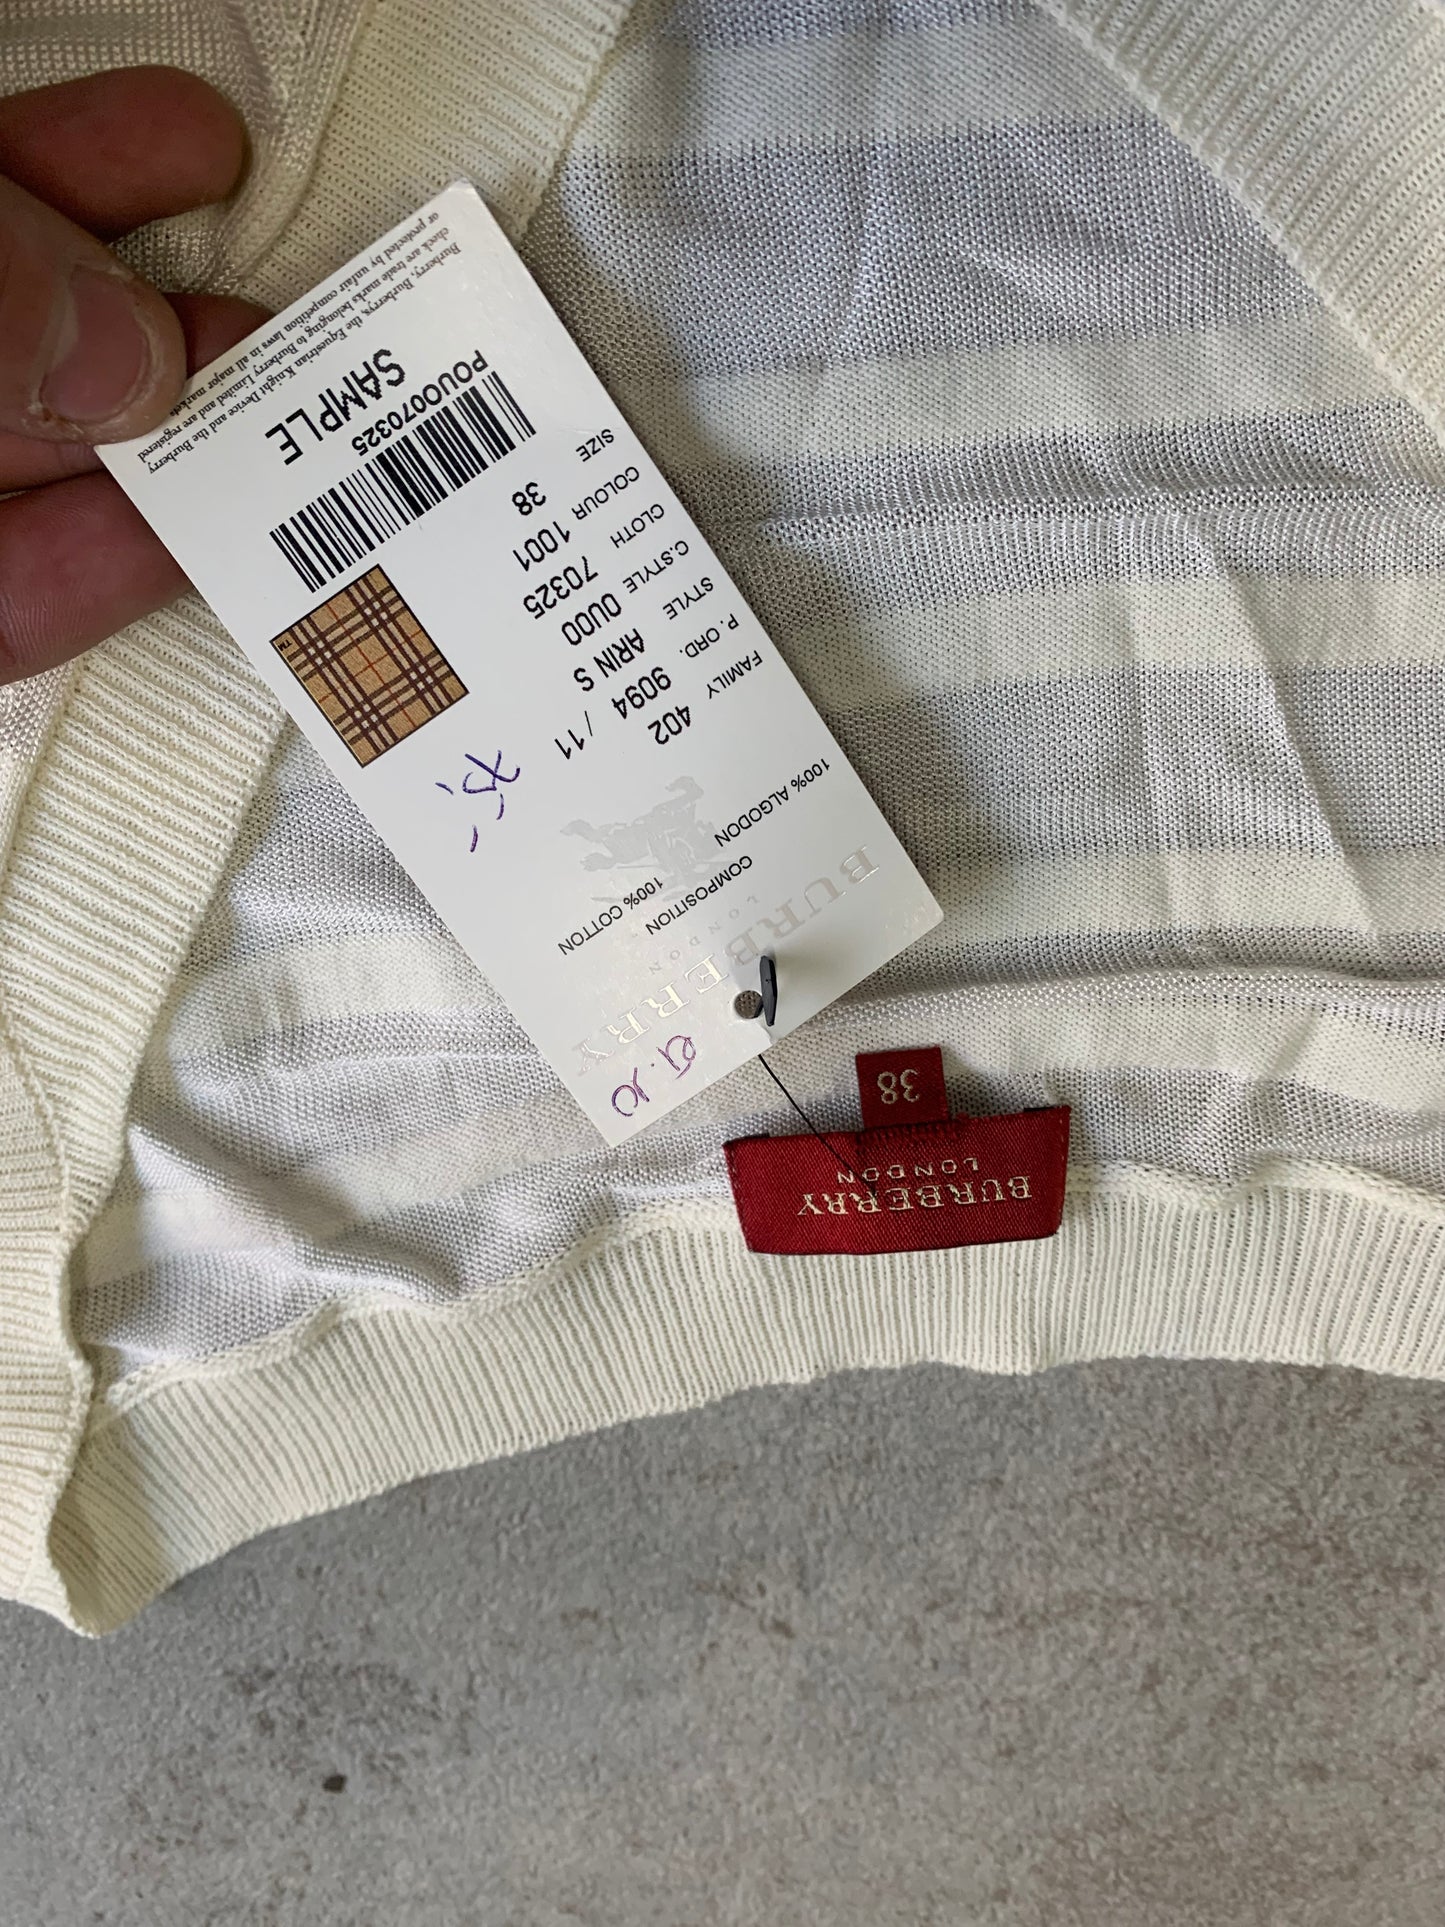 BURBERRY
LONDON
COMPOSITION
100% COTTON
100% ALGODON
FAMILY 402
P. ORD. 9094 / 11
STYLE ARIN S
C.STYLE 0U00
CLOTH 70325
COLOUR 1001
SIZE 38
TM
POU0070325
SAMPLE
Burberry, Burberrys, the Equestrian Knight Device and the Burberry
check are trade marks belonging to Burberry Limited and are registered
or protected by unfair competition laws in all major markets
BURBERRY
LONDON
38